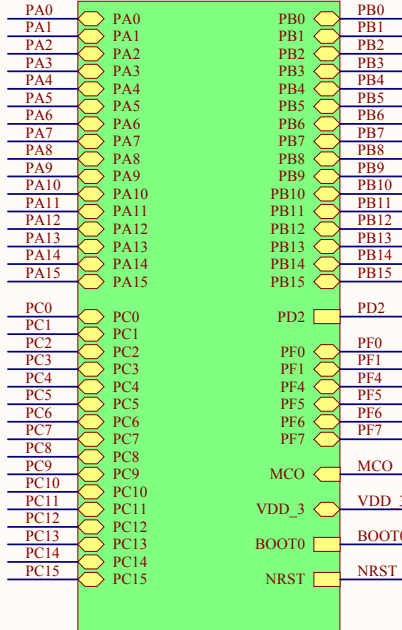 PA0 PA0 PB0 PB0
PA1 PA1 PB1 PB1
PA2 PA2 PB2 PB2
PA3 PA3 PB3 PB3
PA4 PA4 PB4 PB4
PA5 PA5 PB5 PB5
PA6 PA6 PB6 PB6
PA7 PA7 PB7 PB7
PA8 PA8 PB8 PB8
PA9 PA9 PB9 PB9
PA10 PA10 PB10 PB10
PA11 PA11 PB11 PB11
PA12 PA12 PB12 PB12
PA13 PA13 PB13 PB13
PA14 PA14 PB14 PB14
PA15 PA15 PB15 PB15
PC0 PC0 PD2 PD2
PC1 PC1
PC2 PC2 PF0 PF0
PC3 PC3 PF1 PF1
PC4 PC4 PF4 PF4
PC5 PC5 PF5 PF5
PC6 PC6 PF6 PF6
PC7 PC7 PF7 PF7
PC8 PC8
PC9 PC9 MCO MCO
PC10 PC10
PC11 PC11 VDD_3 VDD_3
PC12 PC12
PC13 PC13 BOOT0 BOOT0
PC14 PC14
PC15 PC15 NRST NRST